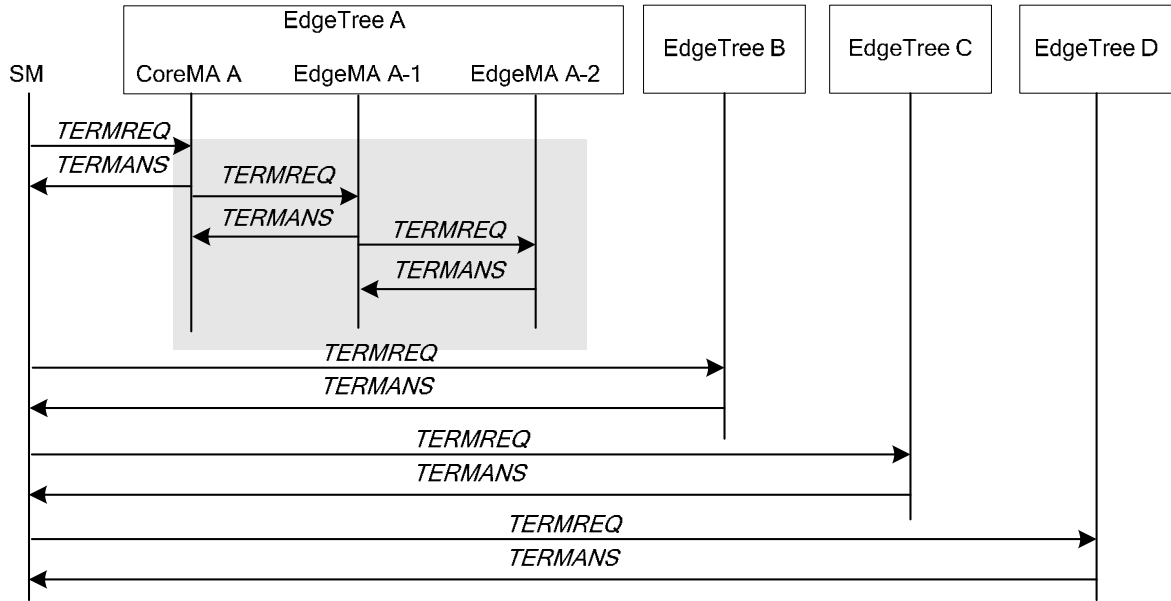 EdgeTree A
EdgeTree B
EdgeTree C
EdgeTree D
SM
CoreMA A
EdgeMA A-1
EdgeMA A-2
TERMREQ
TERMANS
TERMREQ
TERMANS
TERMREQ
TERMANS
TERMREQ
TERMANS
TERMREQ
TERMANS
TERMREQ
TERMANS